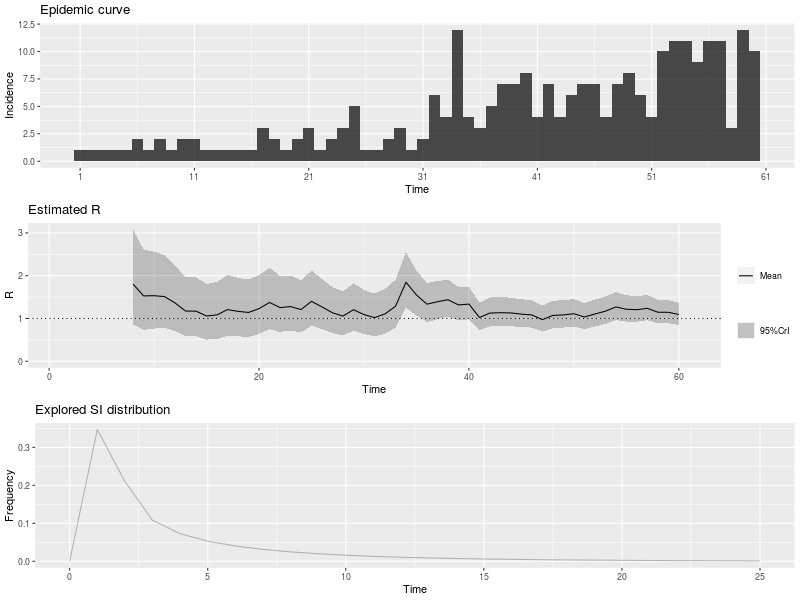 Epidemic curve
12.5
10.0
7.5
5.0
2.5
0.0
Incidence
1 11 21 31 41 51 61
Time
Estimated R
3
2
1
0
R
0 20 40 60
Time
Mean
95%CrI
Explored SI distribution
0.3
0.2
0.1
0.0
Frequency
0 5 10 15 20 25
Time